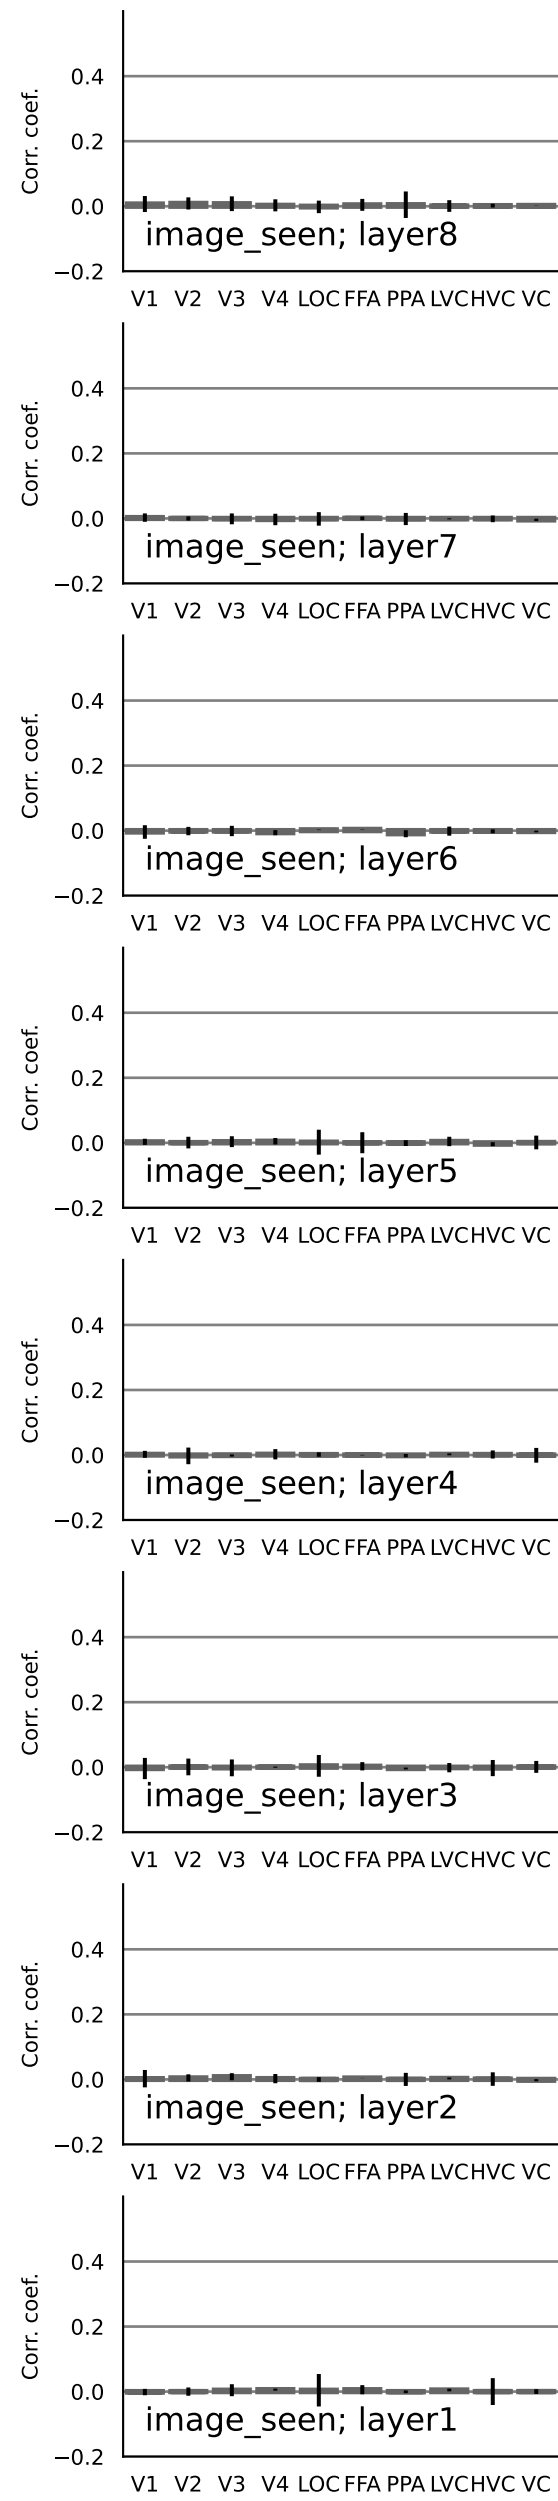 Corr. coef.
0.4
0.2
0.0
−0.2
image_seen; layer8
V1 V2 V3 V4 LOC FFA PPA LVC HVC VC
Corr. coef.
0.4
0.2
0.0
−0.2
image_seen; layer7
V1 V2 V3 V4 LOC FFA PPA LVC HVC VC
Corr. coef.
0.4
0.2
0.0
−0.2
image_seen; layer6
V1 V2 V3 V4 LOC FFA PPA LVC HVC VC
Corr. coef.
0.4
0.2
0.0
−0.2
image_seen; layer5
V1 V2 V3 V4 LOC FFA PPA LVC HVC VC
Corr. coef.
0.4
0.2
0.0
−0.2
image_seen; layer4
V1 V2 V3 V4 LOC FFA PPA LVC HVC VC
Corr. coef.
0.4
0.2
0.0
−0.2
image_seen; layer3
V1 V2 V3 V4 LOC FFA PPA LVC HVC VC
Corr. coef.
0.4
0.2
0.0
−0.2
image_seen; layer2
V1 V2 V3 V4 LOC FFA PPA LVC HVC VC
Corr. coef.
0.4
0.2
0.0
−0.2
image_seen; layer1
V1 V2 V3 V4 LOC FFA PPA LVC HVC VC